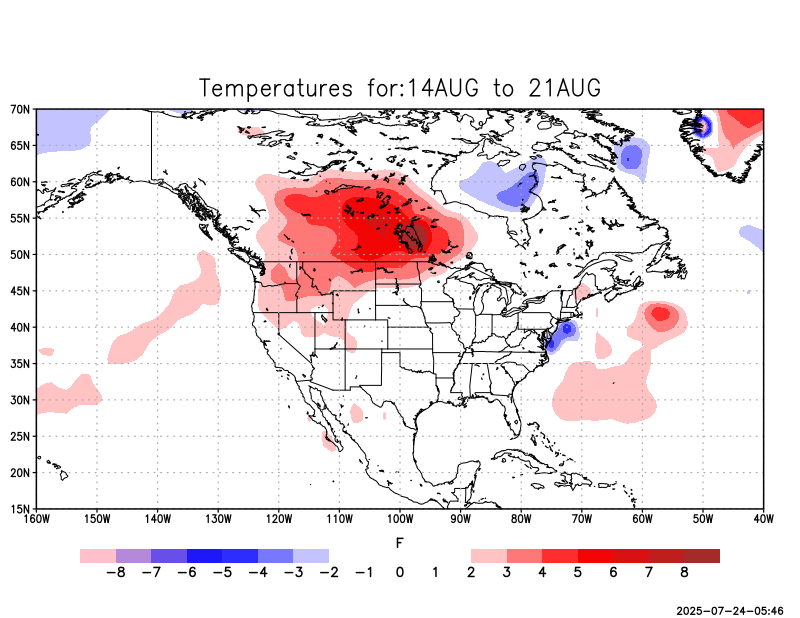 Temperatures for:14AUG to 21AUG
70N
65N
60N
55N
50N
45N
40N
35N
30N
25N
20N
15N
160W 150W 140W 130W 120W 110W 100W 90W 80W 70W 60W 50W 40W
F
-8 -7 -6 -5 -4 -3 -2 -1 0 1 2 3 4 5 6 7 8
2025-07-24-05:46